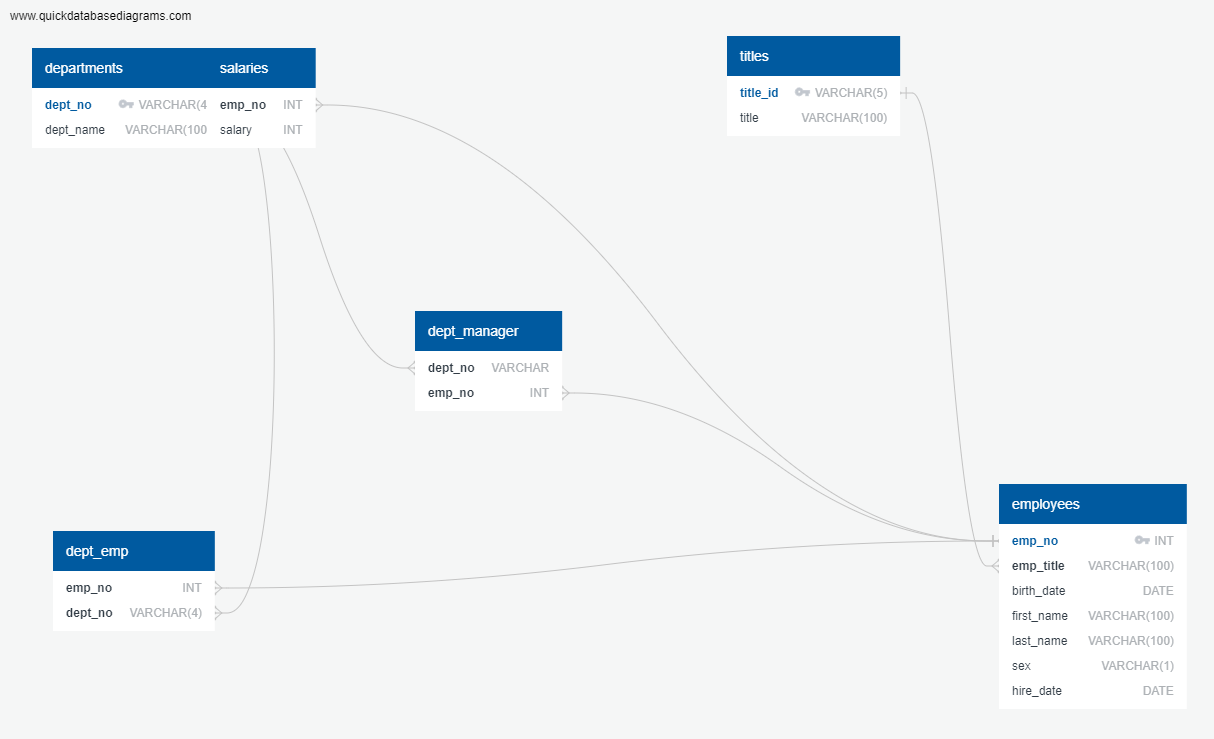 www.quickdatabasediagrams.com
departments
dept_no VARCHAR(4
dept_name VARCHAR(100
salaries
emp_no INT
salary INT
titles
title_id VARCHAR(5)
title VARCHAR(100)
dept_manager
dept_no VARCHAR
emp_no INT
employees
emp_no INT
emp_title VARCHAR(100)
birth_date DATE
first_name VARCHAR(100)
last_name VARCHAR(100)
sex VARCHAR(1)
hire_date DATE
dept_emp
emp_no INT
dept_no VARCHAR(4)